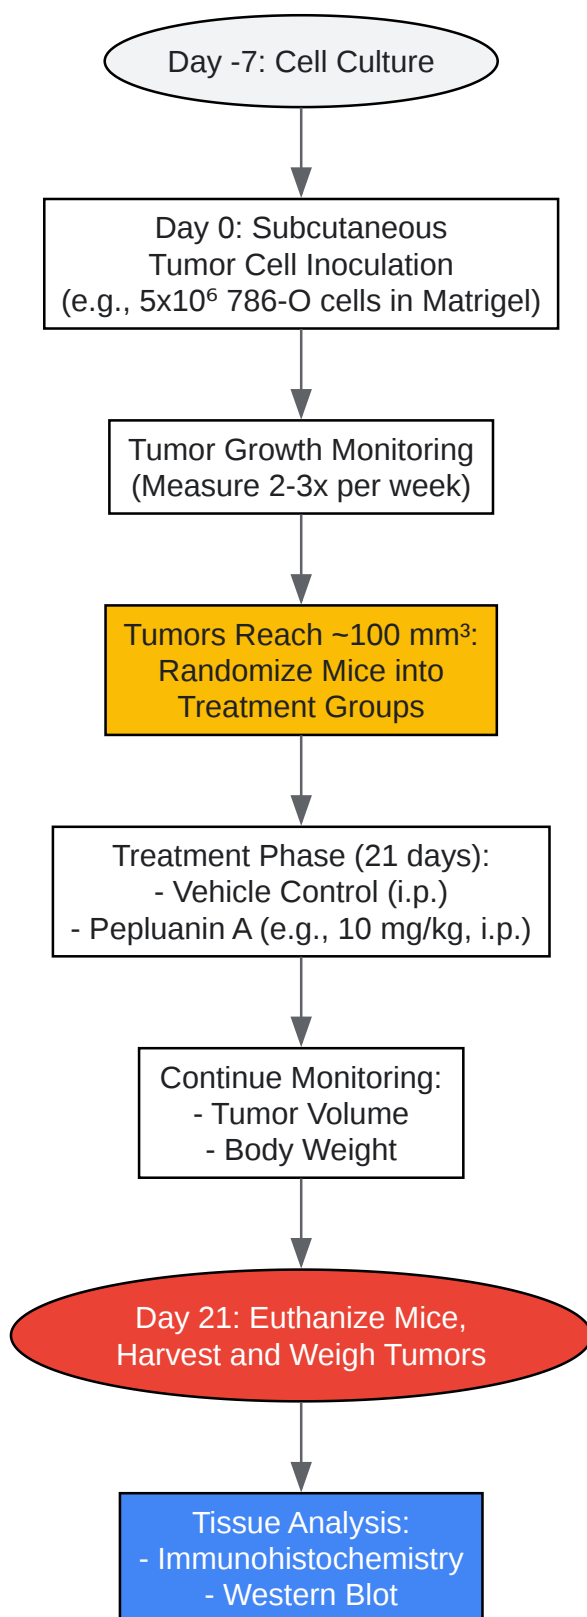 Day -7: Cell Culture
Day 0: Subcutaneous
Tumor Cell Inoculation
(e.g., 5x10⁶ 786-O cells in Matrigel)
Tumor Growth Monitoring
(Measure 2-3x per week)
Tumors Reach ~100 mm³:
Randomize Mice into
Treatment Groups
Treatment Phase (21 days):
- Vehicle Control (i.p.)
- Pepluanin A (e.g., 10 mg/kg, i.p.)
Continue Monitoring:
- Tumor Volume
- Body Weight
Day 21: Euthanize Mice,
Harvest and Weigh Tumors
Tissue Analysis:
- Immunohistochemistry
- Western Blot